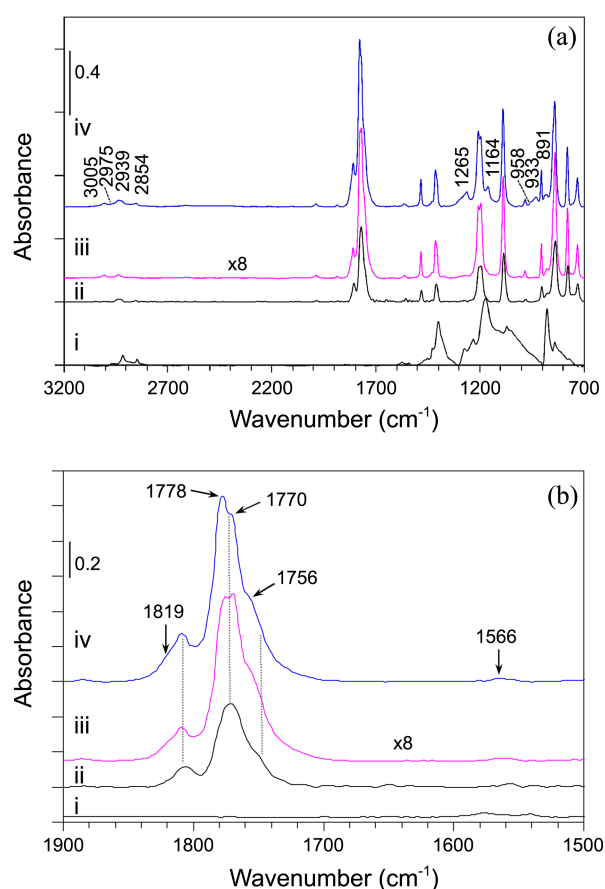 (a)
0.4
iv
3005
2975
2939
2854
1265
1164
958
933
891
iii
x8
ii
i
Absorbance
3200 2700 2200 1700 1200 700
Wavenumber (cm-1)
(b)
1778
1770
0.2
1756
1819
iv
1566
iii
x8
ii
i
Absorbance
1900 1800 1700 1600 1500
Wavenumber (cm-1)